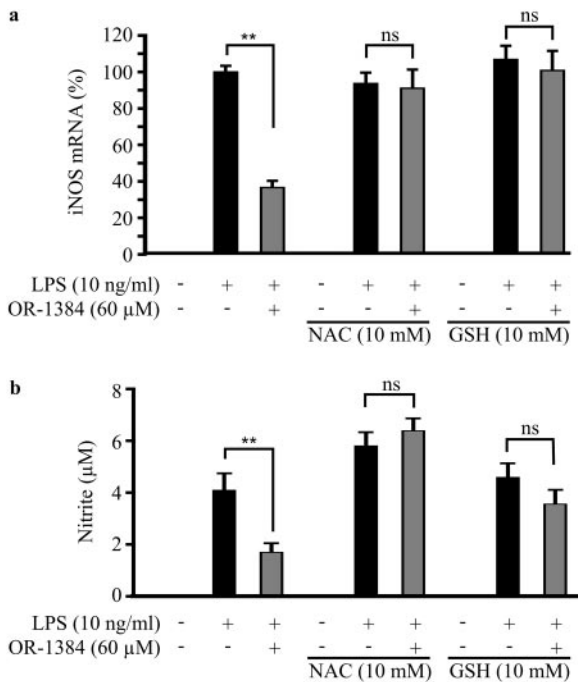 a
** ns ns
iNOS mRNA (%)
120
100
80
60
40
20
0
LPS (10 ng/ml) - + + - + + - + +
OR-1384 (60 µM) - - + - - + - - +
NAC (10 mM) GSH (10 mM)
b
** ns ns
Nitrite (µM)
8
6
4
2
0
LPS (10 ng/ml) - + + - + + - + +
OR-1384 (60 µM) - - + - - + - - +
NAC (10 mM) GSH (10 mM)